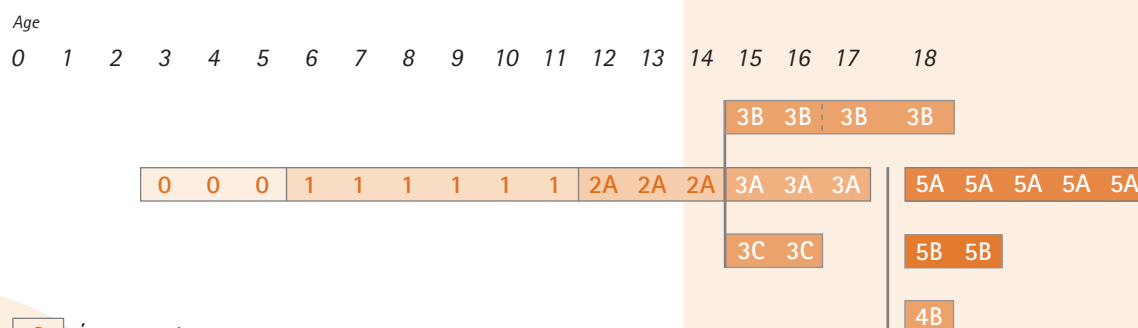 Age
0 1 2 3 4 5 6 7 8 9 10 11 12 13 14 15 16 17 18
3B 3B 3B 3B
0 0 0 1 1 1 1 1 1 2A 2A 2A 3A 3A 3A 5A 5A 5A 5A 5A
3C 3C 5B 5B
4B